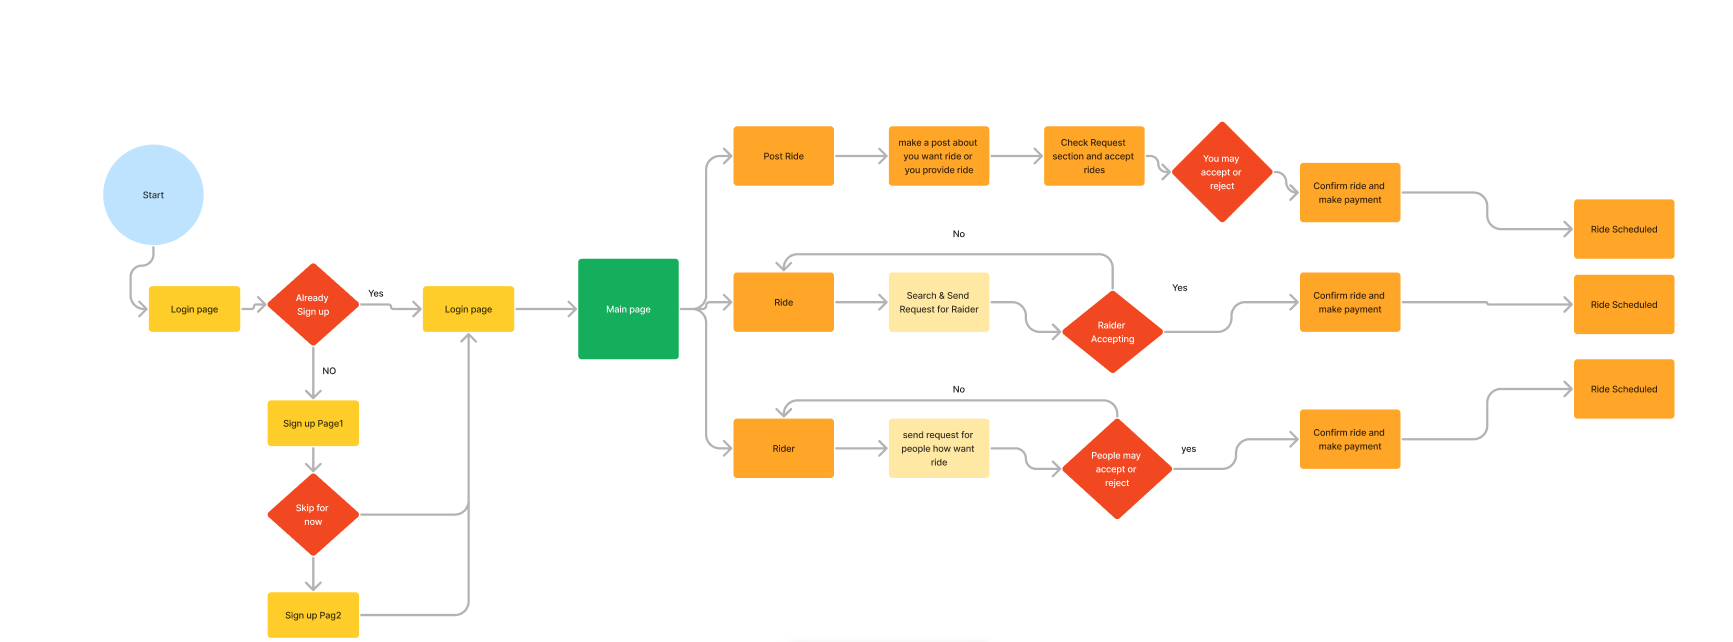 Start
Login page
Already
Sign up
Yes
Login page
NO
Sign up Page1
Skip for
now
Sign up Pag2
Main page
Post Ride
make a post about
you want ride or
you provide ride
Check Request
section and accept
rides
You may
accept or
reject
Confirm ride and
make payment
Ride Scheduled
No
Ride
Search & Send
Request for Raider
Raider
Accepting
Yes
Confirm ride and
make payment
Ride Scheduled
No
Rider
send request for
people how want
ride
People may
accept or
reject
yes
Confirm ride and
make payment
Ride Scheduled